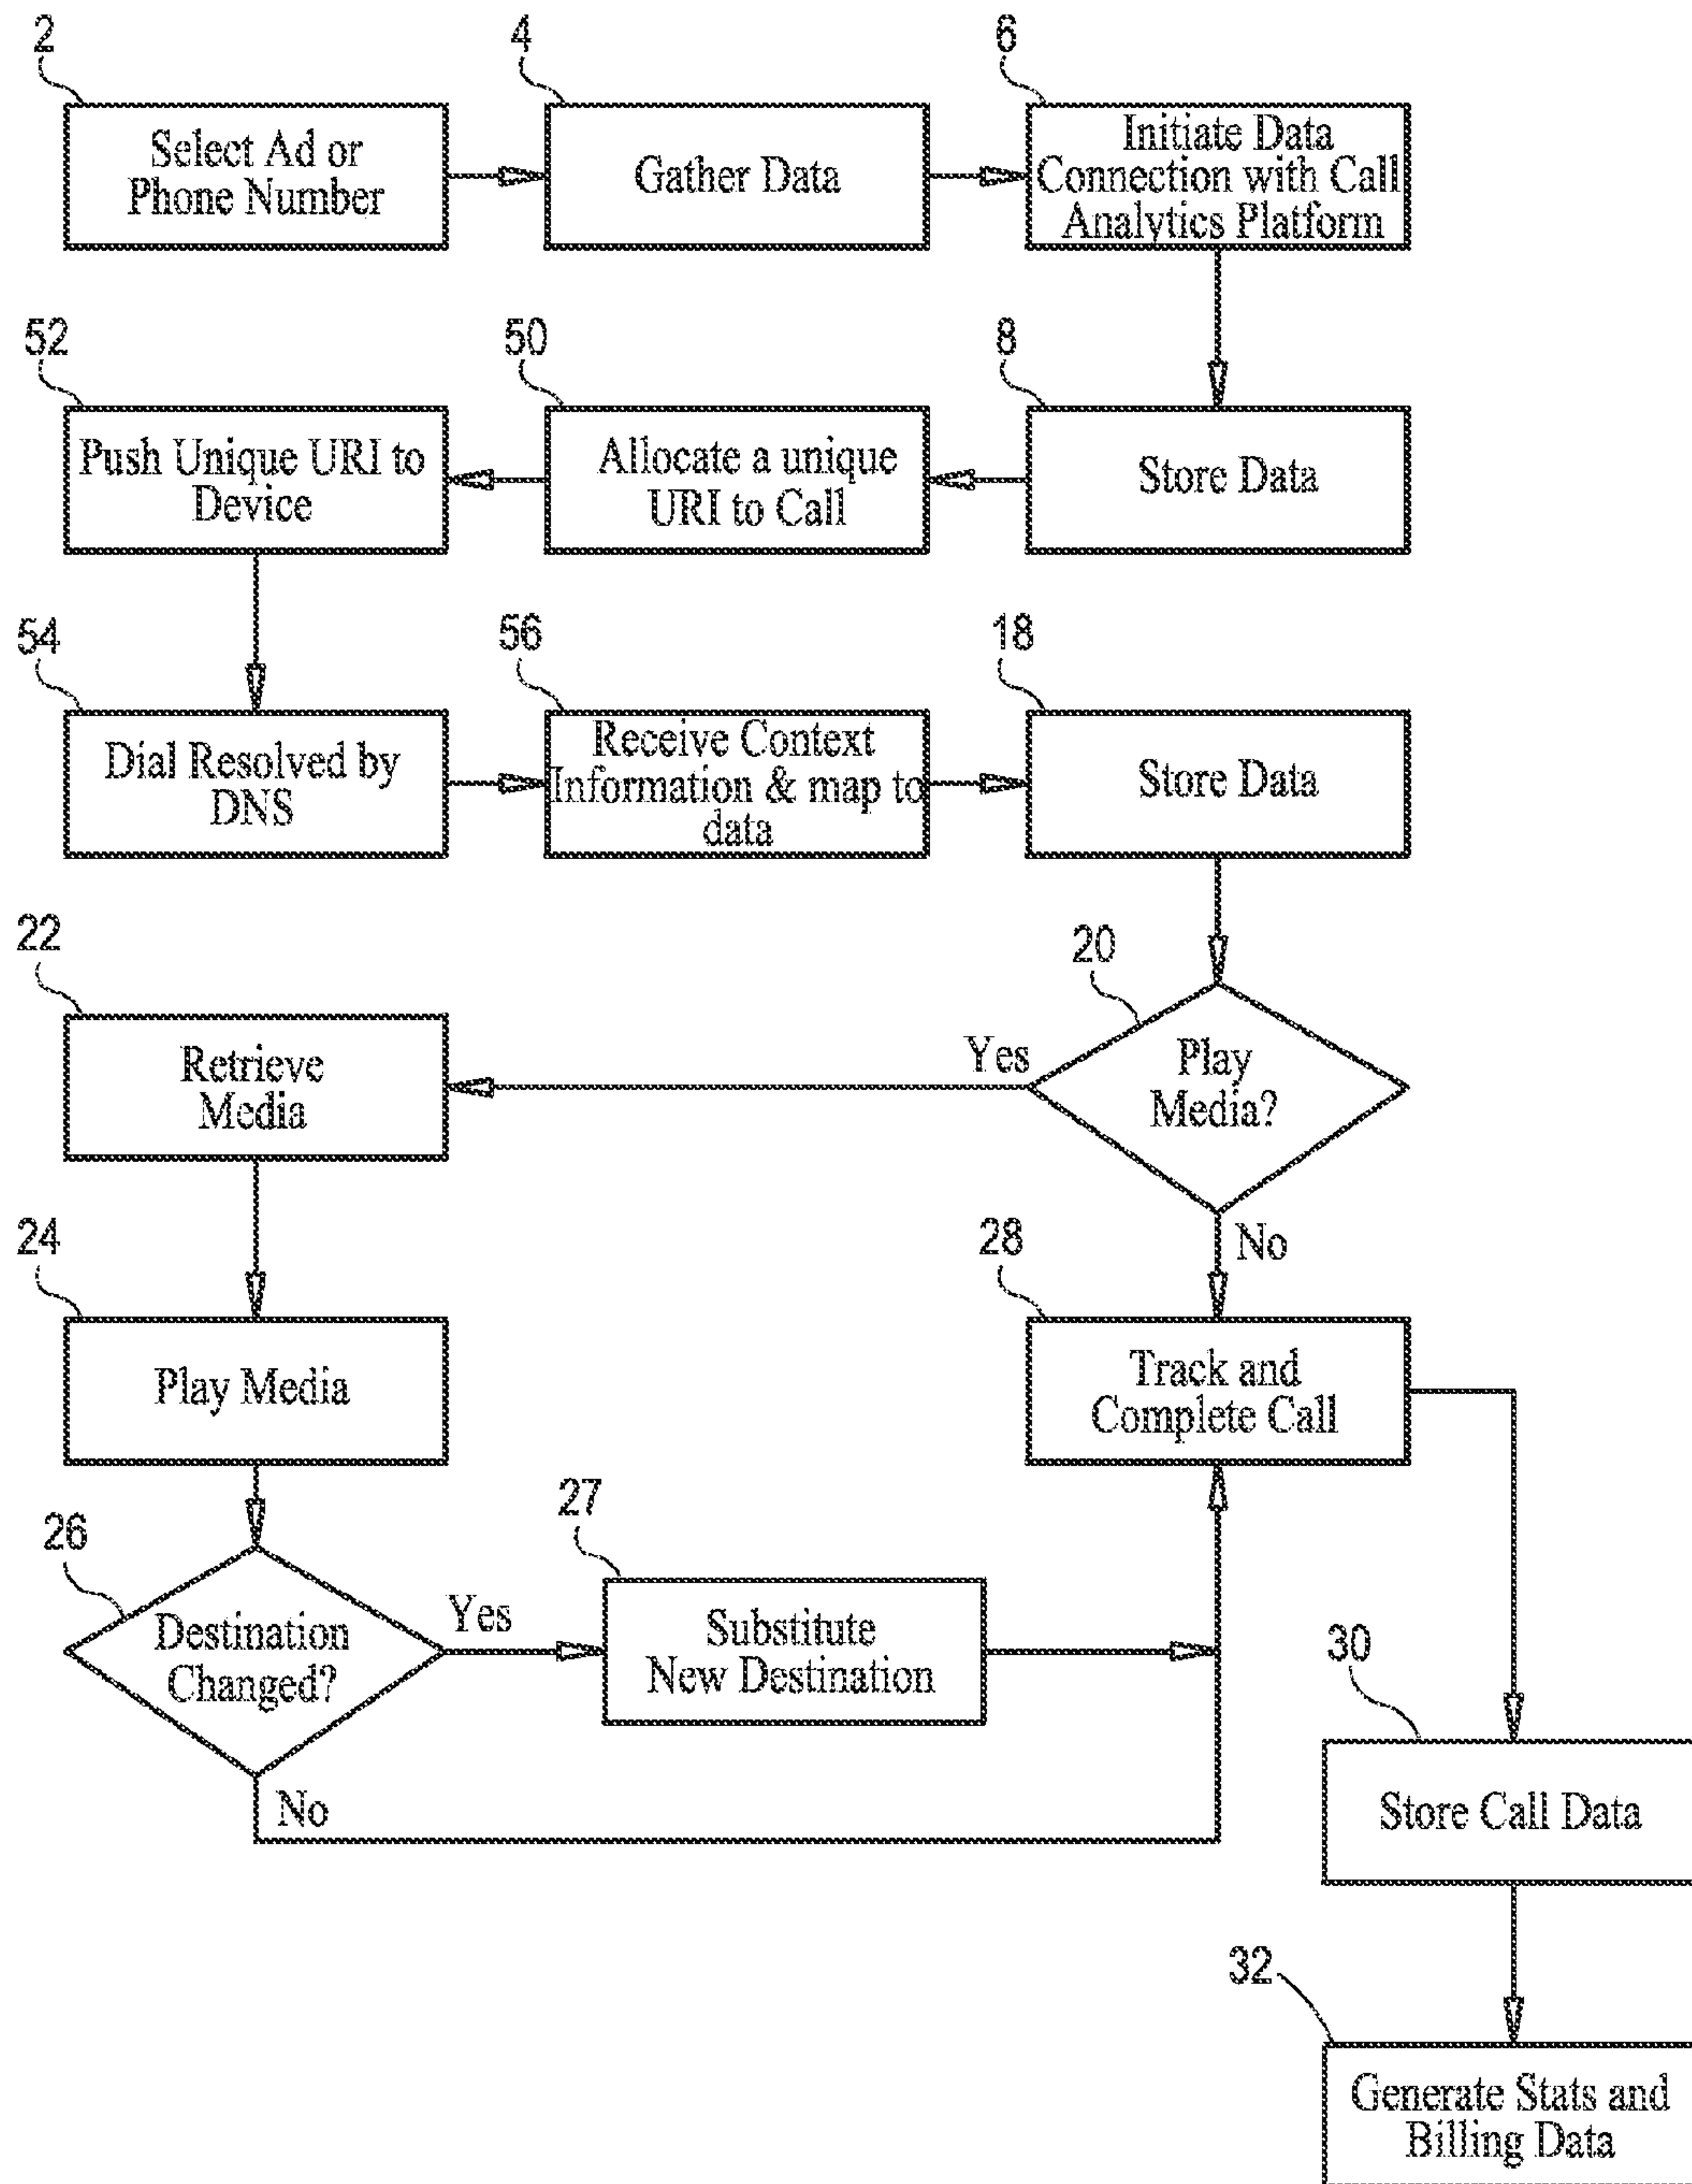 2
4
6
Select Ad or
Phone Number
Gather Data
Initiate Data
Connection with Call
Analytics Platform
52
50
8
Push Unique URI to
Device
Allocate a unique
URI to Call
Store Data
54
56
18
Dial Resolved by
DNS
Receive Context
Information & map to
data
Store Data
22
20
Retrieve
Media
Yes
Play
Media?
No
24
28
Play Media
Track and
Complete Call
26
27
Destination
Changed?
Yes
Substitute
New Destination
No
30
Store Call Data
32
Generate Stats and
Billing Data